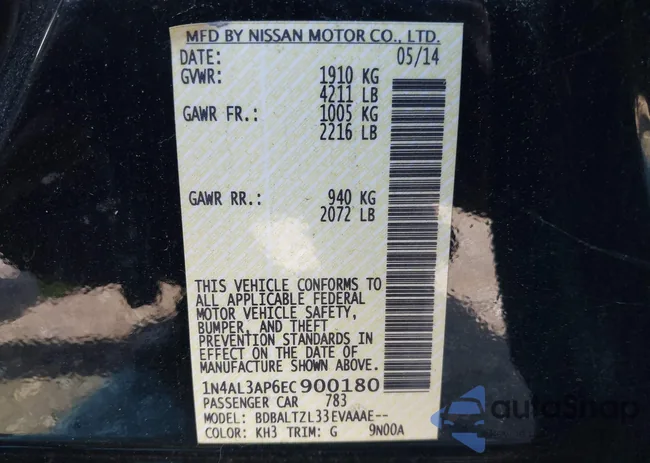 MFD BY NISSAN MOTOR CO., LTD.
DATE: 05/14
GVWR: 1910 KG
4211 LB
GAWR FR.: 1005 KG
2216 LB
GAWR RR.: 940 KG
2072 LB
THIS VEHICLE CONFORMS TO
ALL APPLICABLE FEDERAL
MOTOR VEHICLE SAFETY,
BUMPER, AND THEFT
PREVENTION STANDARDS IN
EFFECT ON THE DATE OF
MANUFACTURE SHOWN ABOVE.
1N4AL3AP6EC900180
PASSENGER CAR 783
MODEL: BDBALTZL33EVAAAE--
COLOR: KH3 TRIM: G 9N00A
autoShop